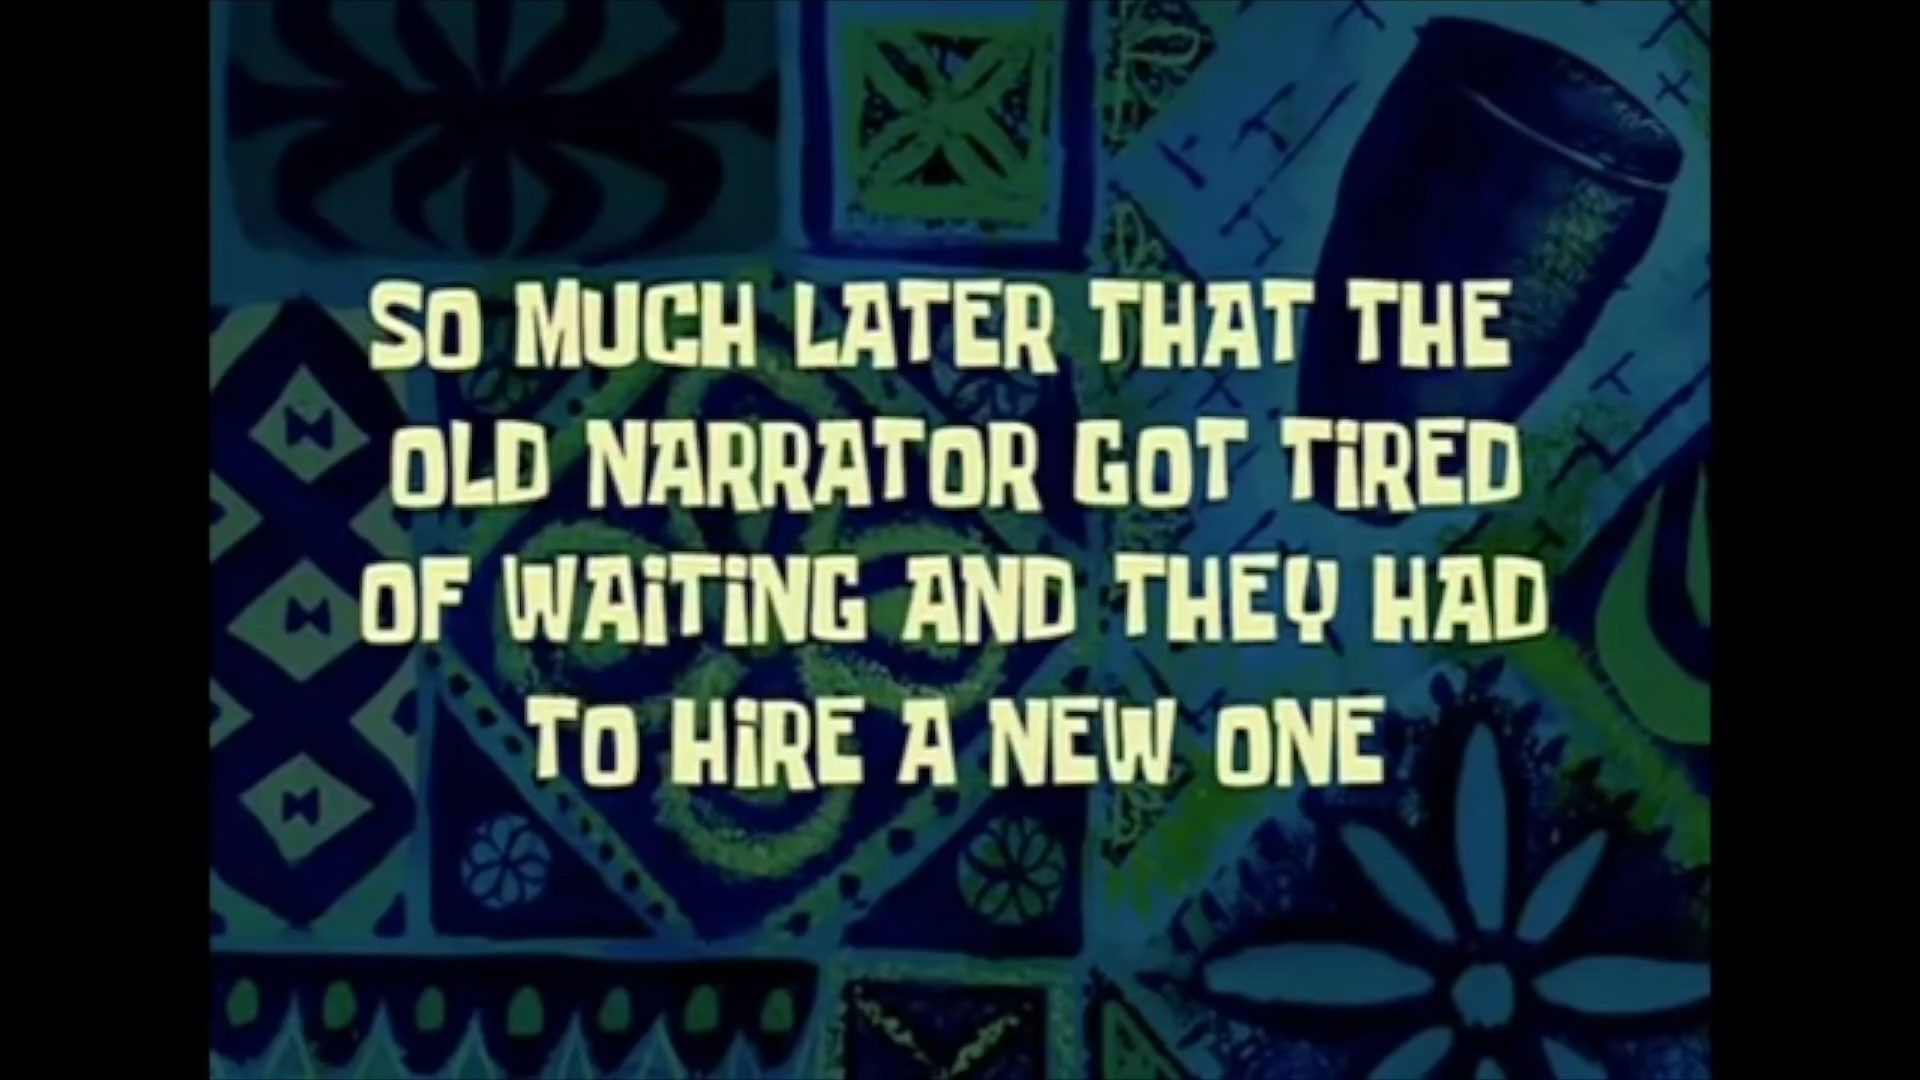 SO MUCH LATER THAT THE
OLD NARRATOR GOT TiRED
OF WAiTiNG AND THEY HAD
TO HiRE A NEW ONE